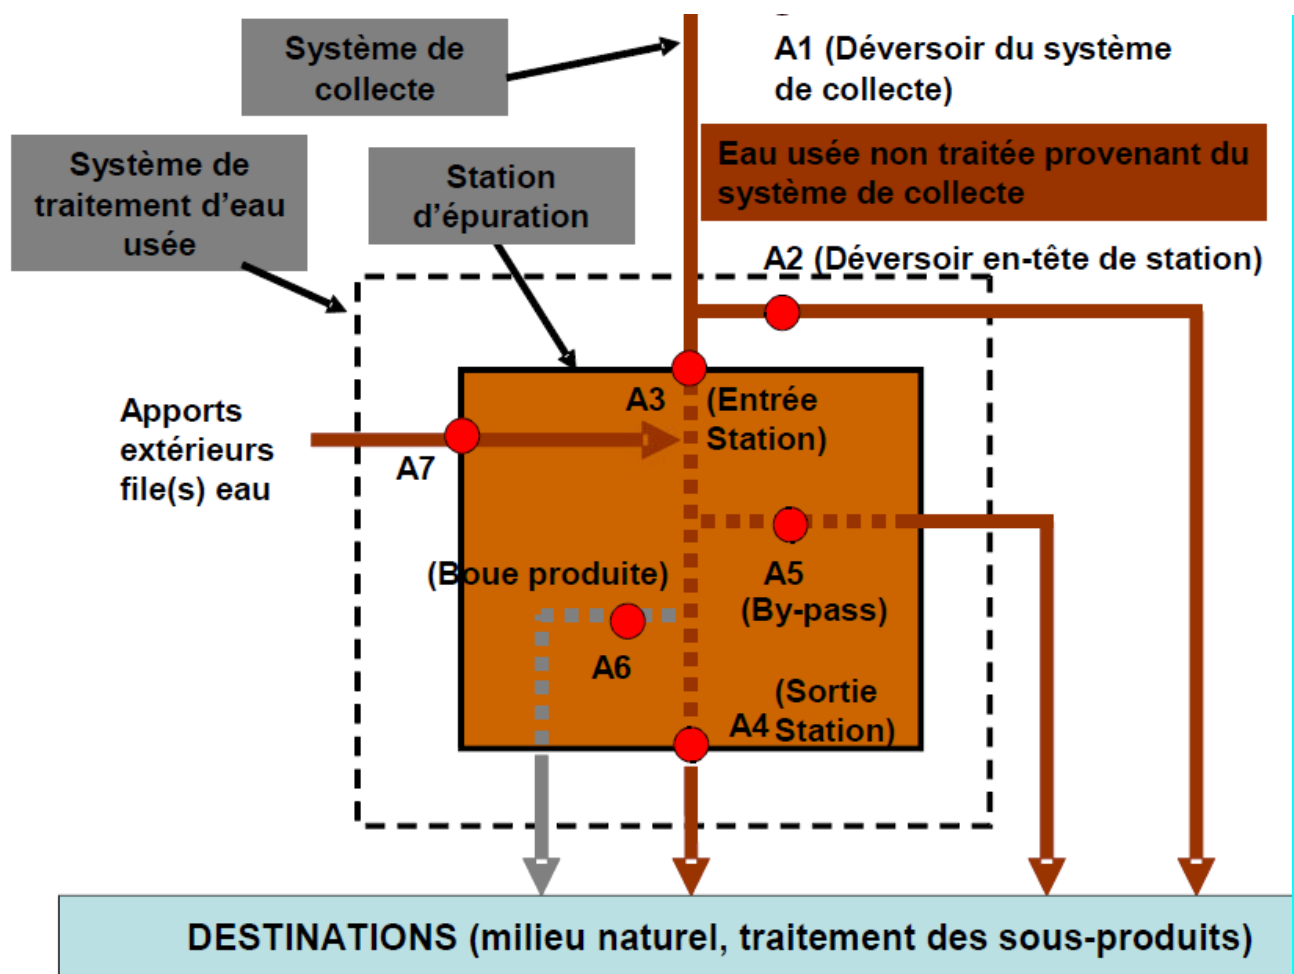 Système de
collecte
A1 (Déversoir du système
de collecte)
Système de
traitement d'eau
usée
Station
d'épuration
Eau usée non traitée provenant du
système de collecte
A2 (Déversoir en-tête de station)
A3
(Entrée
Station)
Apports
extérieurs
file(s) eau
A7
(Boue produite)
A5
(By-pass)
A6
(Sortie
A4 Station)
DESTINATIONS (milieu naturel, traitement des sous-produits)